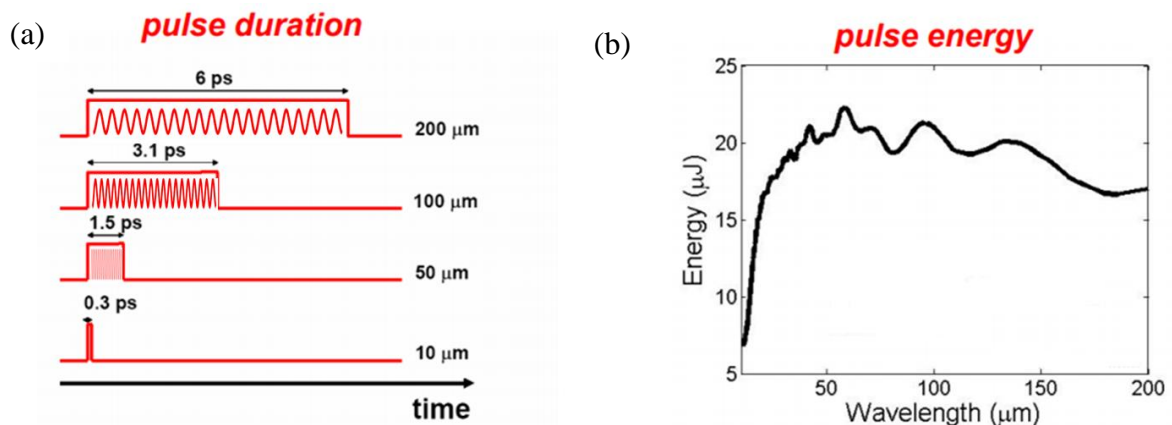 (a)
pulse duration
6 ps
200 μm
3.1 ps
100 μm
1.5 ps
50 μm
0.3 ps
10 μm
time
(b)
pulse energy
25
20
15
10
5
Energy (μJ)
50 100 150 200
Wavelength (μm)